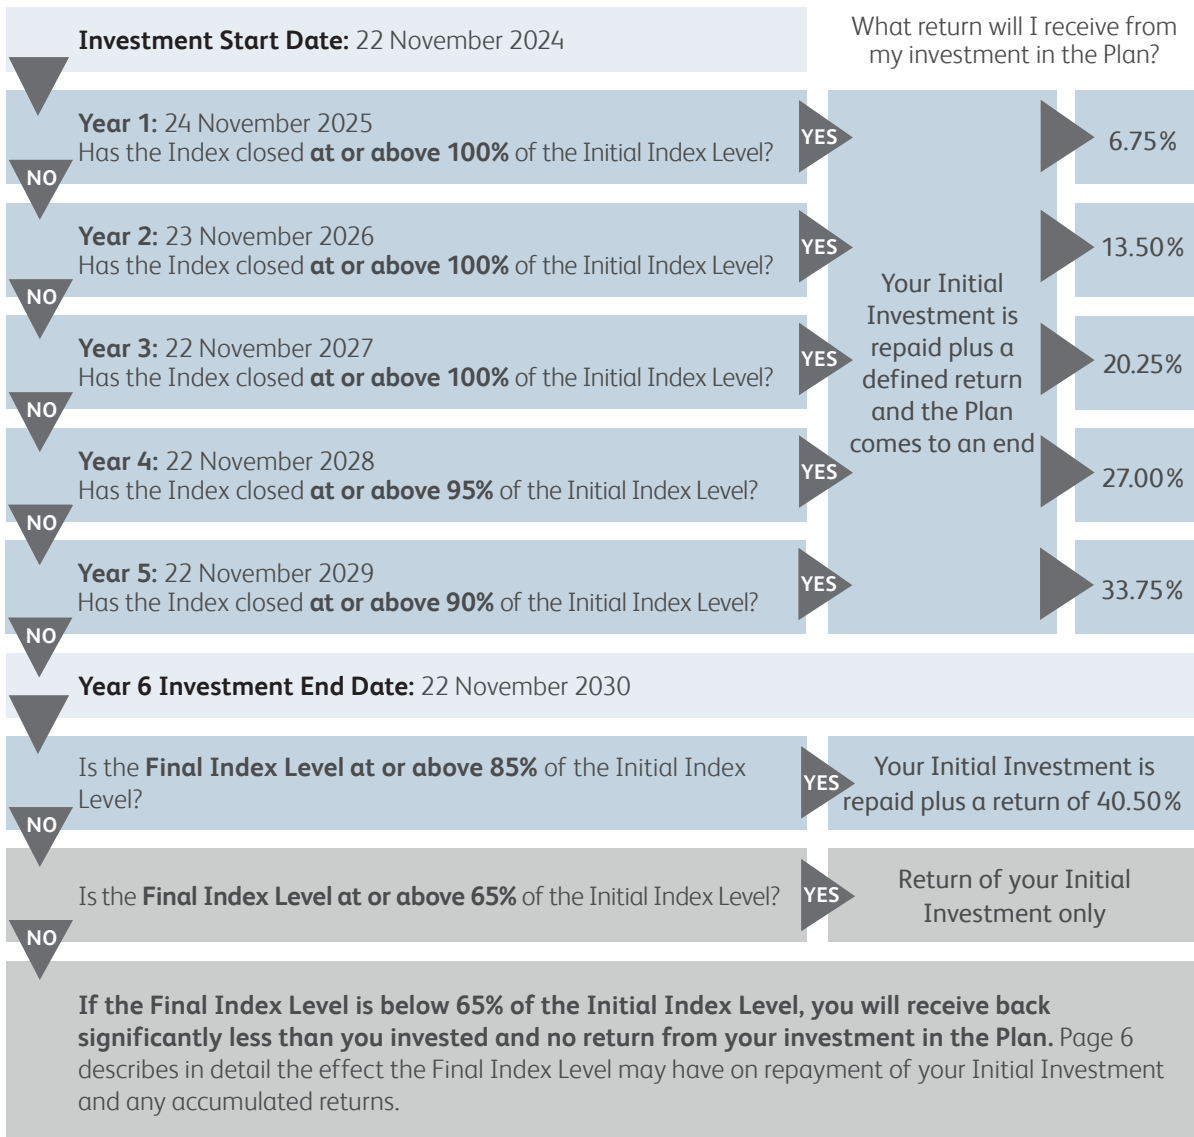 Investment Start Date: 22 November 2024
What return will I receive from
my investment in the Plan?
Year 1: 24 November 2025
Has the Index closed at or above 100% of the Initial Index Level?
YES
6.75%
NO
Year 2: 23 November 2026
Has the Index closed at or above 100% of the Initial Index Level?
YES
13.50%
NO
Year 3: 22 November 2027
Has the Index closed at or above 100% of the Initial Index Level?
YES
20.25%
NO
Year 4: 22 November 2028
Has the Index closed at or above 95% of the Initial Index Level?
YES
27.00%
NO
Year 5: 22 November 2029
Has the Index closed at or above 90% of the Initial Index Level?
YES
33.75%
NO
Your Initial
Investment is
repaid plus a
defined return
and the Plan
comes to an end
Year 6 Investment End Date: 22 November 2030
Is the Final Index Level at or above 85% of the Initial Index
Level?
YES
Your Initial Investment is
repaid plus a return of 40.50%
NO
Is the Final Index Level at or above 65% of the Initial Index Level?
YES
Return of your Initial
Investment only
NO
If the Final Index Level is below 65% of the Initial Index Level, you will receive back
significantly less than you invested and no return from your investment in the Plan. Page 6
describes in detail the effect the Final Index Level may have on repayment of your Initial Investment
and any accumulated returns.